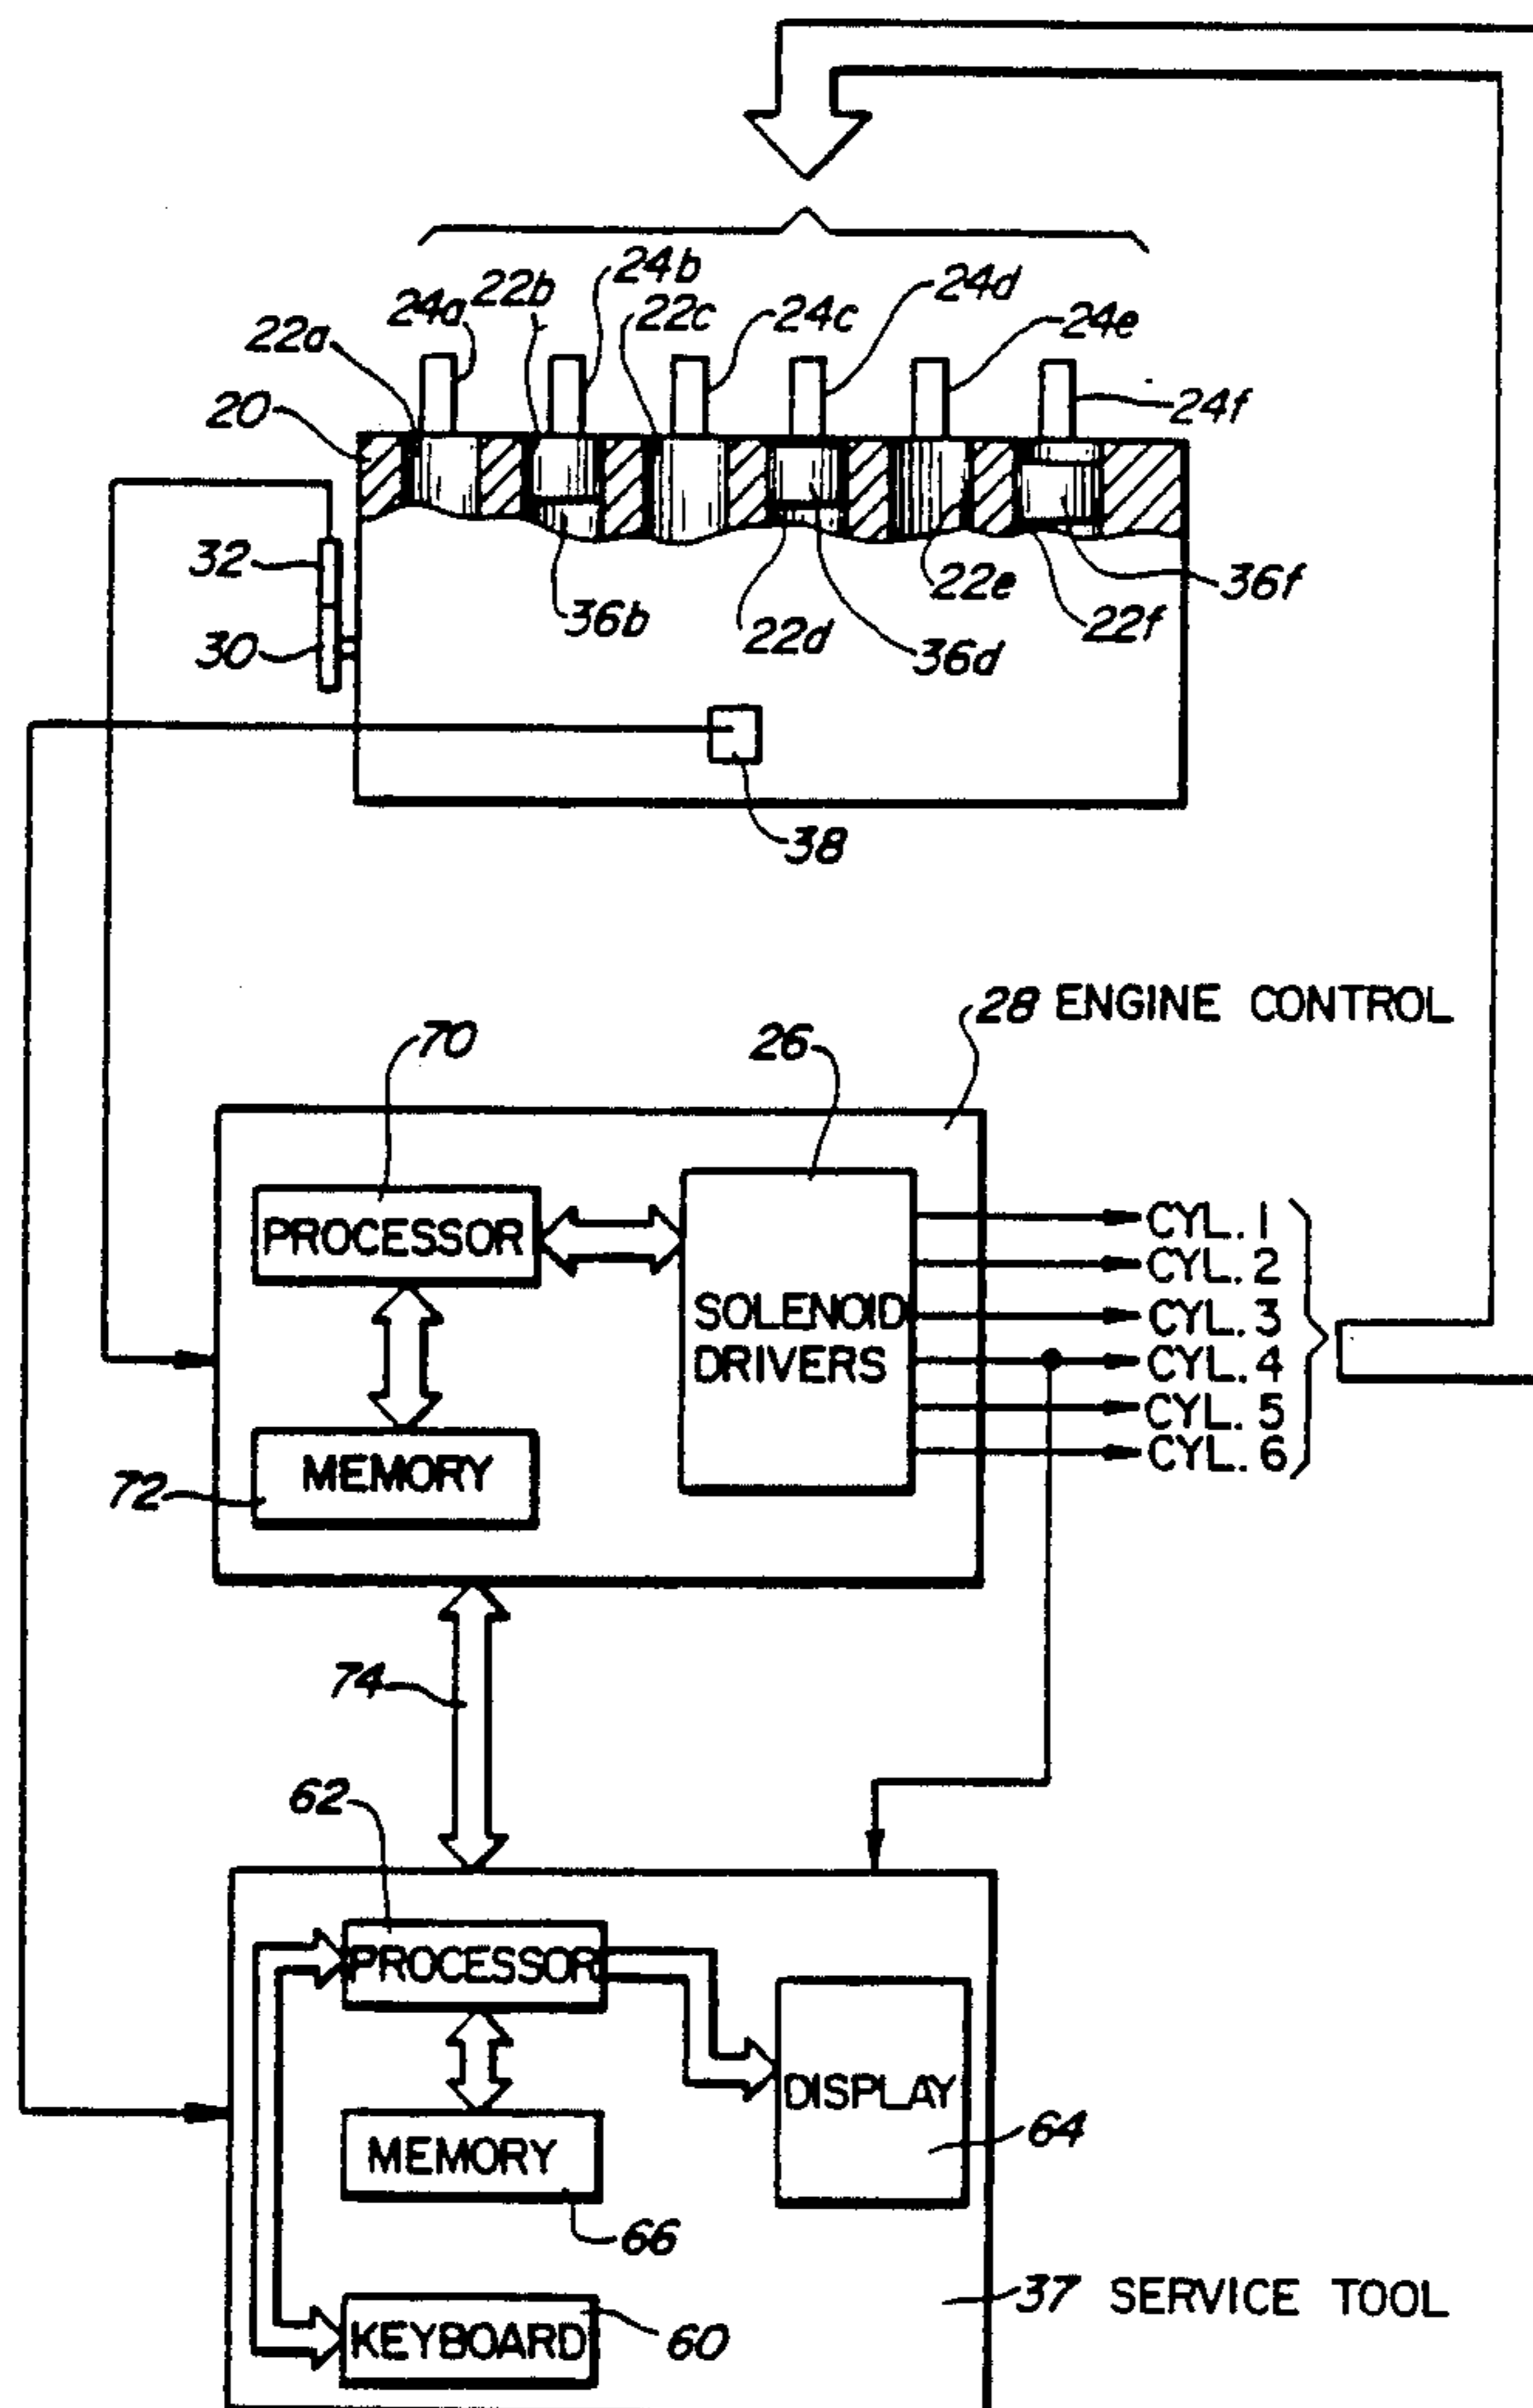 24b
24d
22b
24a
22c
24c
24e
22a
20
24f
32
36b
22e
36f
30
22d
36d
22f
38
28 ENGINE CONTROL
70
26
PROCESSOR
SOLENOID
DRIVERS
CYL. 1
CYL. 2
CYL. 3
CYL. 4
CYL. 5
CYL. 6
MEMORY
72
74
62
PROCESSOR
DISPLAY
64
MEMORY
66
37 SERVICE TOOL
KEYBOARD
60